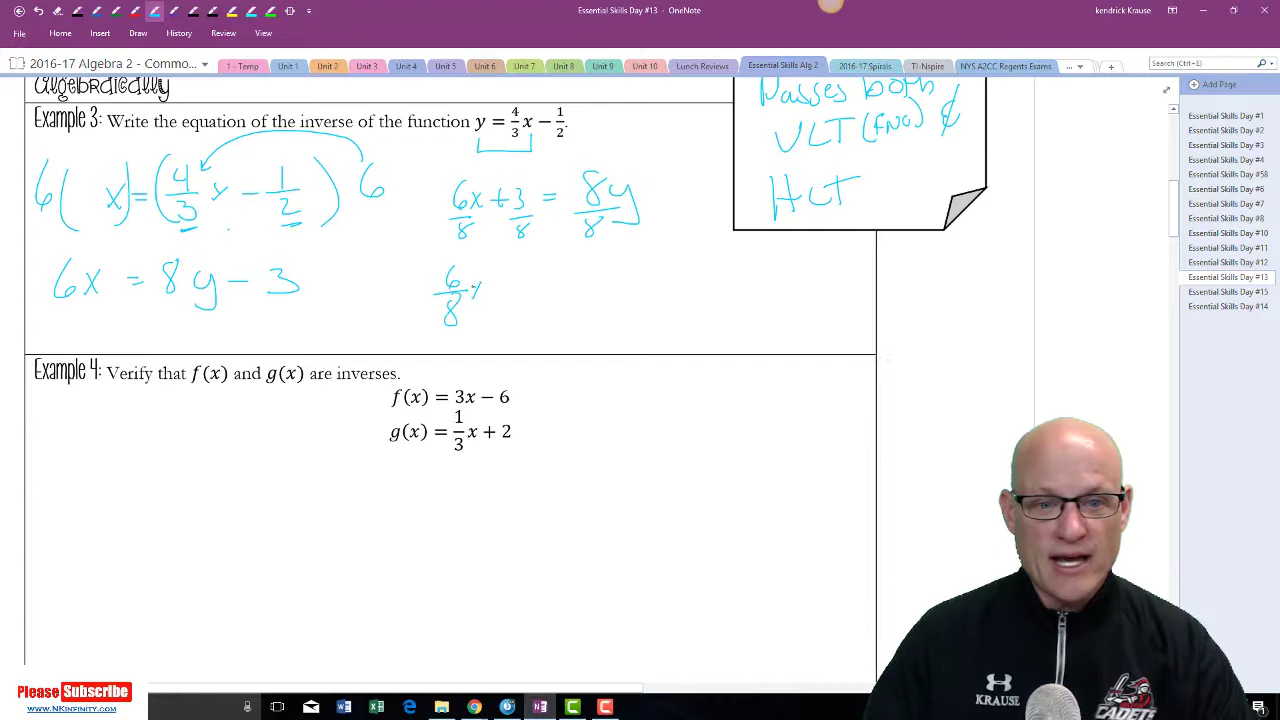 Essential Skills Day #13 - OneNote
kendrick Krause
File Home Insert Draw History Review View
2016-17 Algebra 2 - Commo...
1 - Temp Unit 1 Unit 2 Unit 3 Unit 4 Unit 5 Unit 6 Unit 7 Unit 8 Unit 9 Unit 10 Lunch Reviews Essential Skills Alg 2 2016-17 Spirals TI-Nspire NYS A2CC Regents Exams ...
Search (Ctrl+E)
Add Page
Essential Skills Day #1
Essential Skills Day #2
Essential Skills Day #3
Essential Skills Day #4
Essential Skills Day #58
Essential Skills Day #6
Essential Skills Day #7
Essential Skills Day #8
Essential Skills Day #9
Essential Skills Day #10
Essential Skills Day #11
Essential Skills Day #13
Essential Skills Day #15
Essential Skills Day #14
Algebraically
Passes both
VLT (fno) &
HLT
Example 3: Write the equation of the inverse of the function y = 4/3 x − 1/2.
6( x) = (4/3 y − 1/2) 6
6x = 8y − 3
6x/8 + 3/8 = 8y/8
6/8 x
Example 4: Verify that f(x) and g(x) are inverses.
f(x) = 3x − 6
g(x) = 1/3 x + 2
KRAUSE
CADETS
Please Subscribe
www.NKinfinity.com